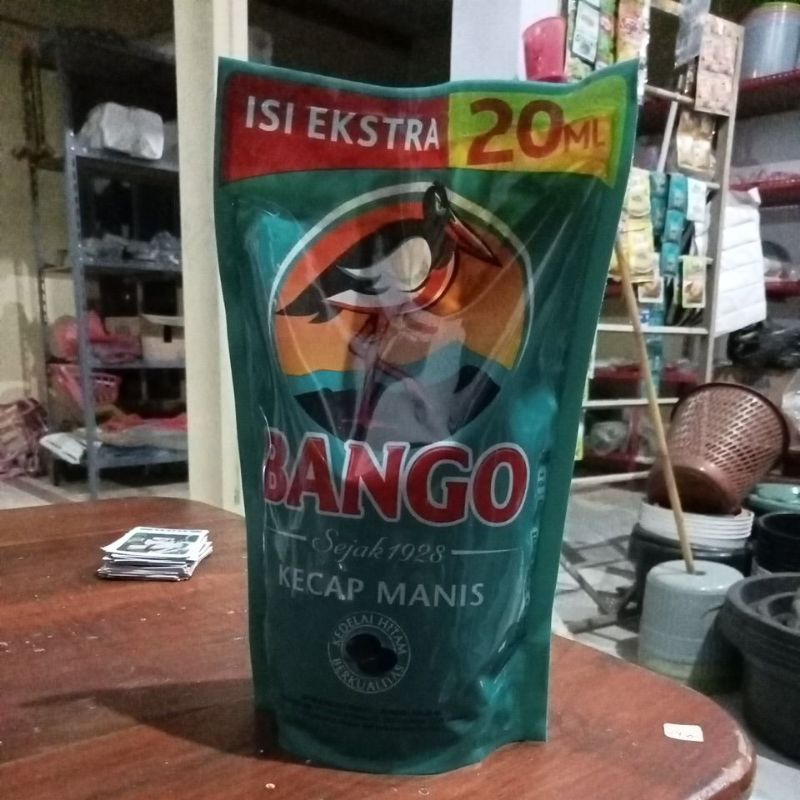 ISI EKSTRA 20ML
BANGO
Sejak 1928
KECAP MANIS
KEDELAI HITAM
BERKUALITAS